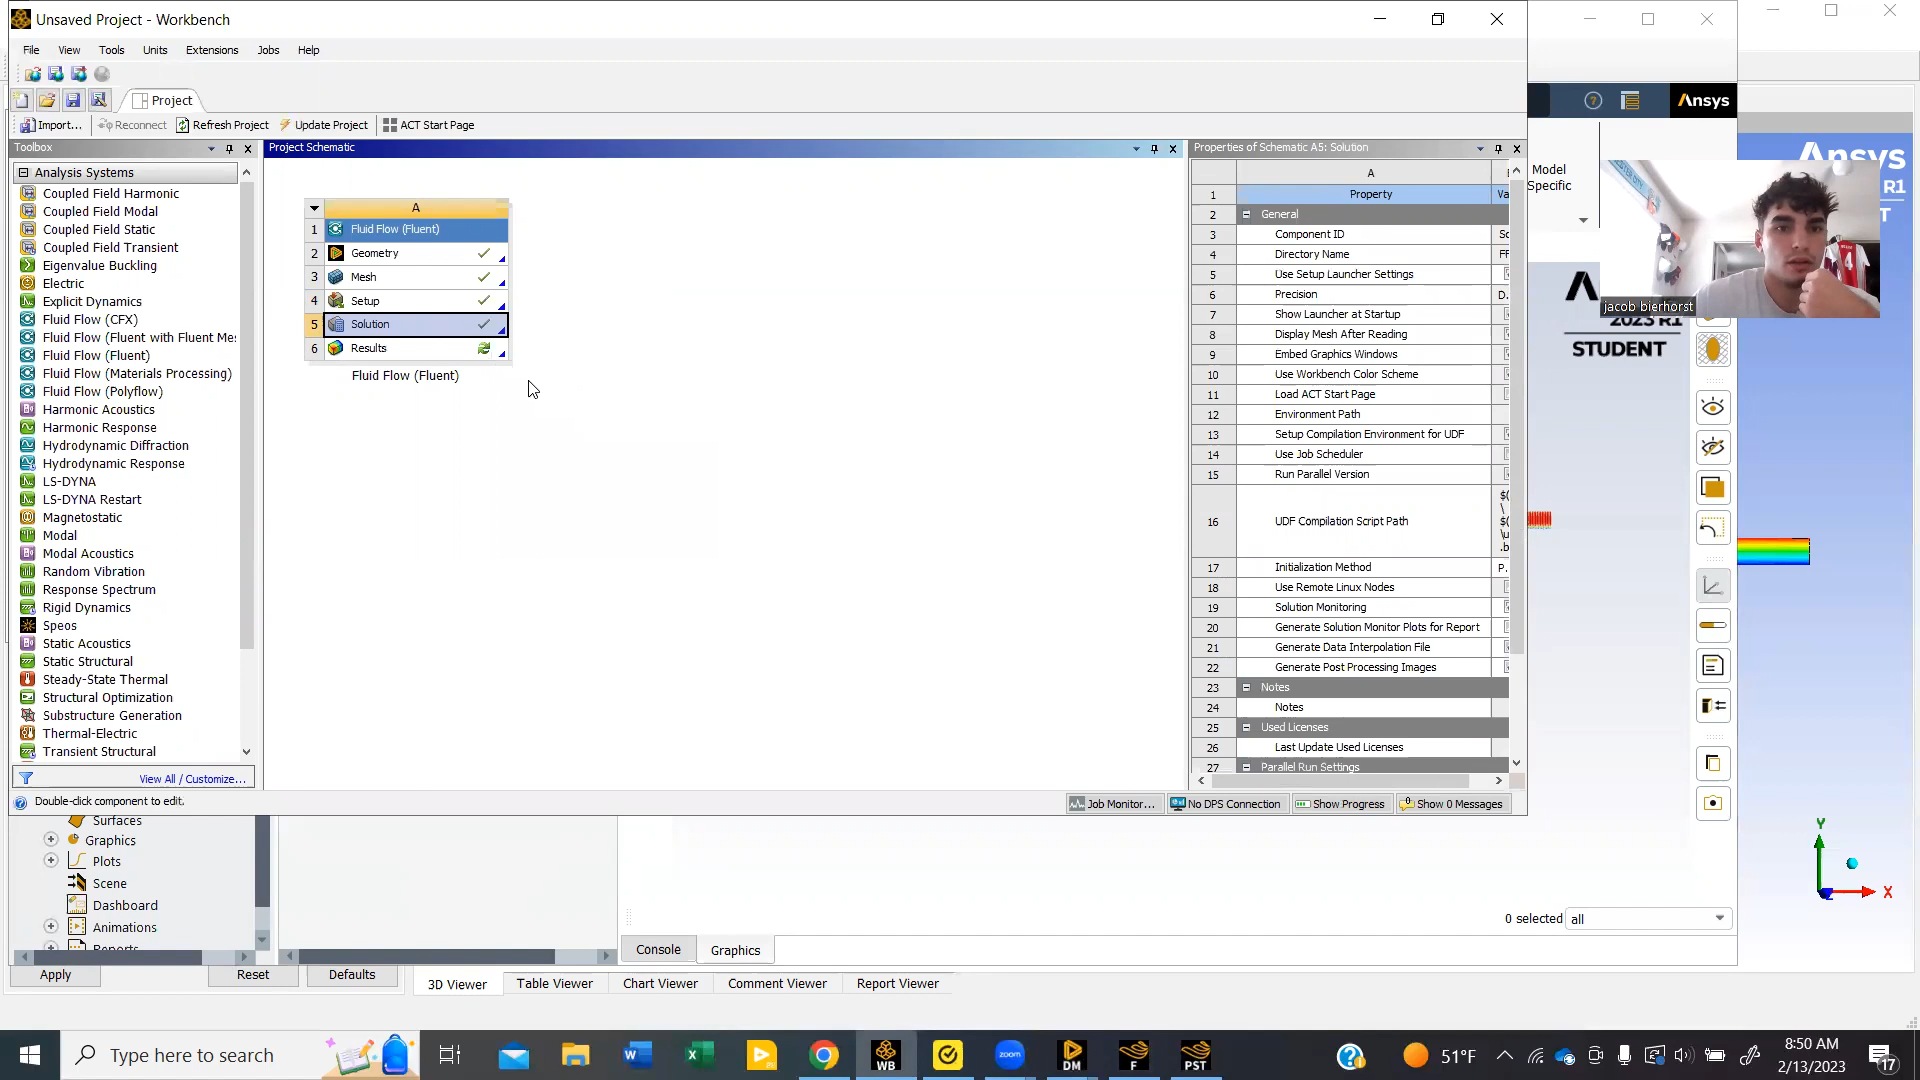 Unsaved Project - Workbench
File View Tools Units Extensions Jobs Help
Project
Import... Reconnect Refresh Project Update Project ACT Start Page
Toolbox
Analysis Systems
Coupled Field Harmonic
Coupled Field Modal
Coupled Field Static
Coupled Field Transient
Eigenvalue Buckling
Electric
Explicit Dynamics
Fluid Flow (CFX)
Fluid Flow (Fluent with Fluent Me
Fluid Flow (Fluent)
Fluid Flow (Materials Processing)
Fluid Flow (Polyflow)
Harmonic Acoustics
Harmonic Response
Hydrodynamic Diffraction
Hydrodynamic Response
LS-DYNA
LS-DYNA Restart
Magnetostatic
Modal
Modal Acoustics
Random Vibration
Response Spectrum
Rigid Dynamics
Speos
Static Acoustics
Static Structural
Steady-State Thermal
Structural Optimization
Substructure Generation
Thermal-Electric
Transient Structural
View All / Customize...
Double-click component to edit.
Project Schematic
A
1 Fluid Flow (Fluent)
2 Geometry
3 Mesh
4 Setup
5 Solution
6 Results
Fluid Flow (Fluent)
Properties of Schematic A5: Solution
A
1 Property Va
2 General
3 Component ID So
4 Directory Name FF
5 Use Setup Launcher Settings
6 Precision D.
7 Show Launcher at Startup
8 Display Mesh After Reading
9 Embed Graphics Windows
10 Use Workbench Color Scheme
11 Load ACT Start Page
12 Environment Path
13 Setup Compilation Environment for UDF
14 Use Job Scheduler
15 Run Parallel Version
16 UDF Compilation Script Path
17 Initialization Method P.
18 Use Remote Linux Nodes
19 Solution Monitoring
20 Generate Solution Monitor Plots for Report
21 Generate Data Interpolation File
22 Generate Post Processing Images
23 Notes
24 Notes
25 Used Licenses
26 Last Update Used Licenses
27 Parallel Run Settings
Job Monitor... No DPS Connection Show Progress Show 0 Messages
Ansys
Model
Specific
Ansys
R1
jacob bierhorst
2023 R1
STUDENT
Surfaces
Graphics
Plots
Scene
Dashboard
Animations
Reports
Apply Reset Defaults
0 selected all
Console Graphics
3D Viewer Table Viewer Chart Viewer Comment Viewer Report Viewer
Y
X
Type here to search
WB
zoom
DM
F
PST
51°F
8:50 AM
2/13/2023
17